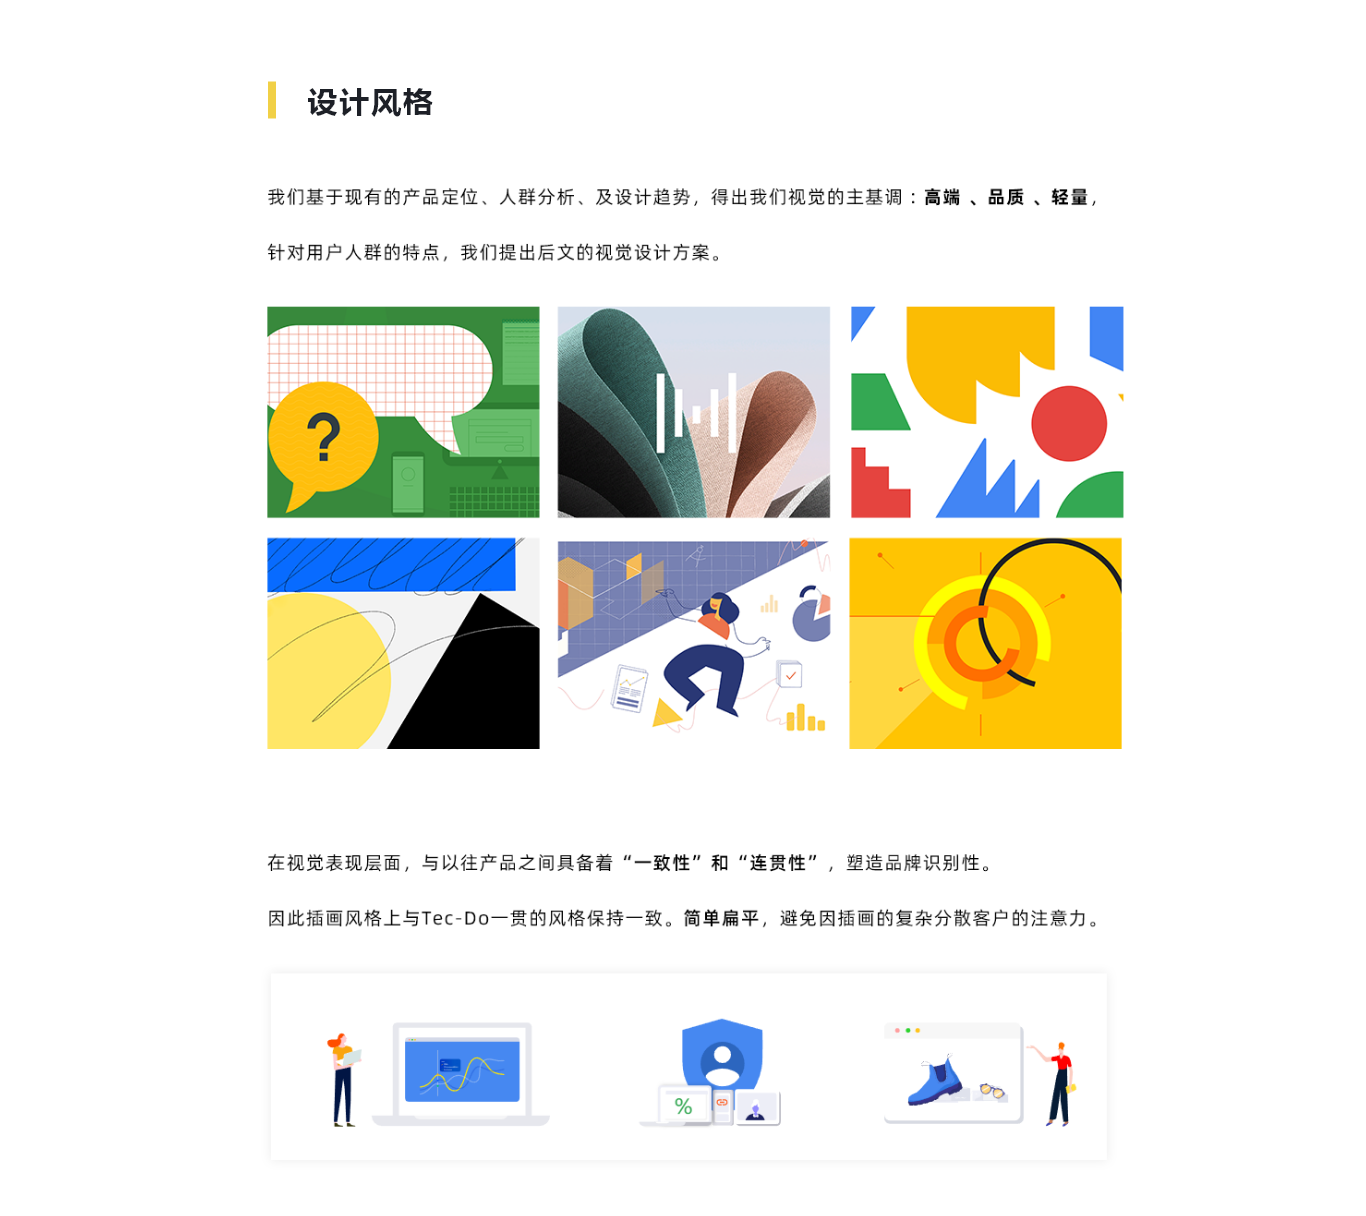 设计风格
我们基于现有的产品定位、人群分析、及设计趋势，得出我们视觉的主基调：高端 、品质 、轻量，
针对用户人群的特点，我们提出后文的视觉设计方案。
?
在视觉表现层面，与以往产品之间具备着“一致性”和“连贯性”，塑造品牌识别性。
因此插画风格上与Tec-Do一贯的风格保持一致。简单扁平，避免因插画的复杂分散客户的注意力。
%